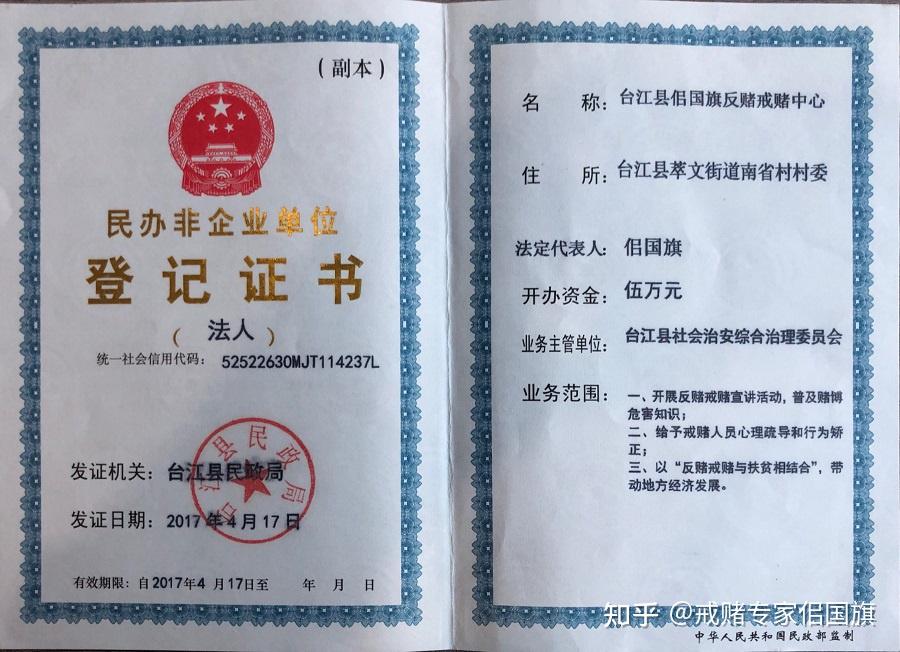 （副本）
民办非企业单位
登记证书
（法人）
统一社会信用代码：52522630MJT114237L
发证机关：台江县民政局
台江县民政局
发证日期：2017年4月17日
有效期限：自2017年4月17日至 年 月 日
名 称：台江县侣国旗反赌戒赌中心
住 所：台江县萃文街道南省村村委
法定代表人：侣国旗
开办资金：伍万元
业务主管单位：台江县社会治安综合治理委员会
业务范围：一、开展反赌戒赌宣讲活动，普及赌博
危害知识；
二、给予戒赌人员心理疏导和行为矫
正；
三、以“反赌戒赌与扶贫相结合”，带
动地方经济发展。
知乎 @戒赌专家侣国旗
中华人民共和国民政部监制